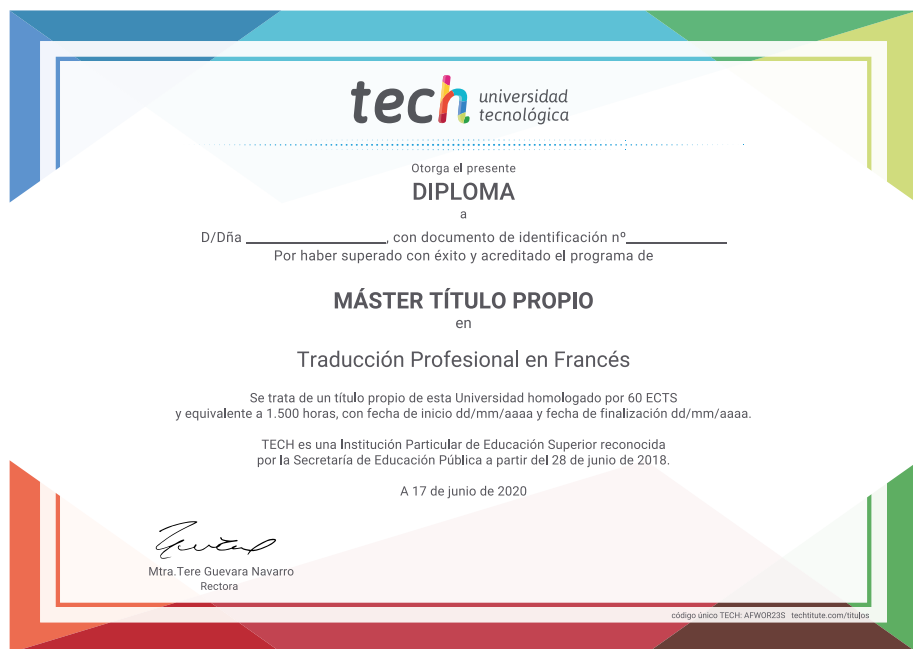 tech universidad
tecnológica
Otorga el presente
DIPLOMA
a
D/Dña ________________, con documento de identificación nº____________
Por haber superado con éxito y acreditado el programa de
MÁSTER TÍTULO PROPIO
en
Traducción Profesional en Francés
Se trata de un título propio de esta Universidad homologado por 60 ECTS
y equivalente a 1.500 horas, con fecha de inicio dd/mm/aaaa y fecha de finalización dd/mm/aaaa.
TECH es una Institución Particular de Educación Superior reconocida
por la Secretaría de Educación Pública a partir del 28 de junio de 2018.
A 17 de junio de 2020
Mtra.Tere Guevara Navarro
Rectora
código único TECH: AFWOR23S techtitute.com/titulos